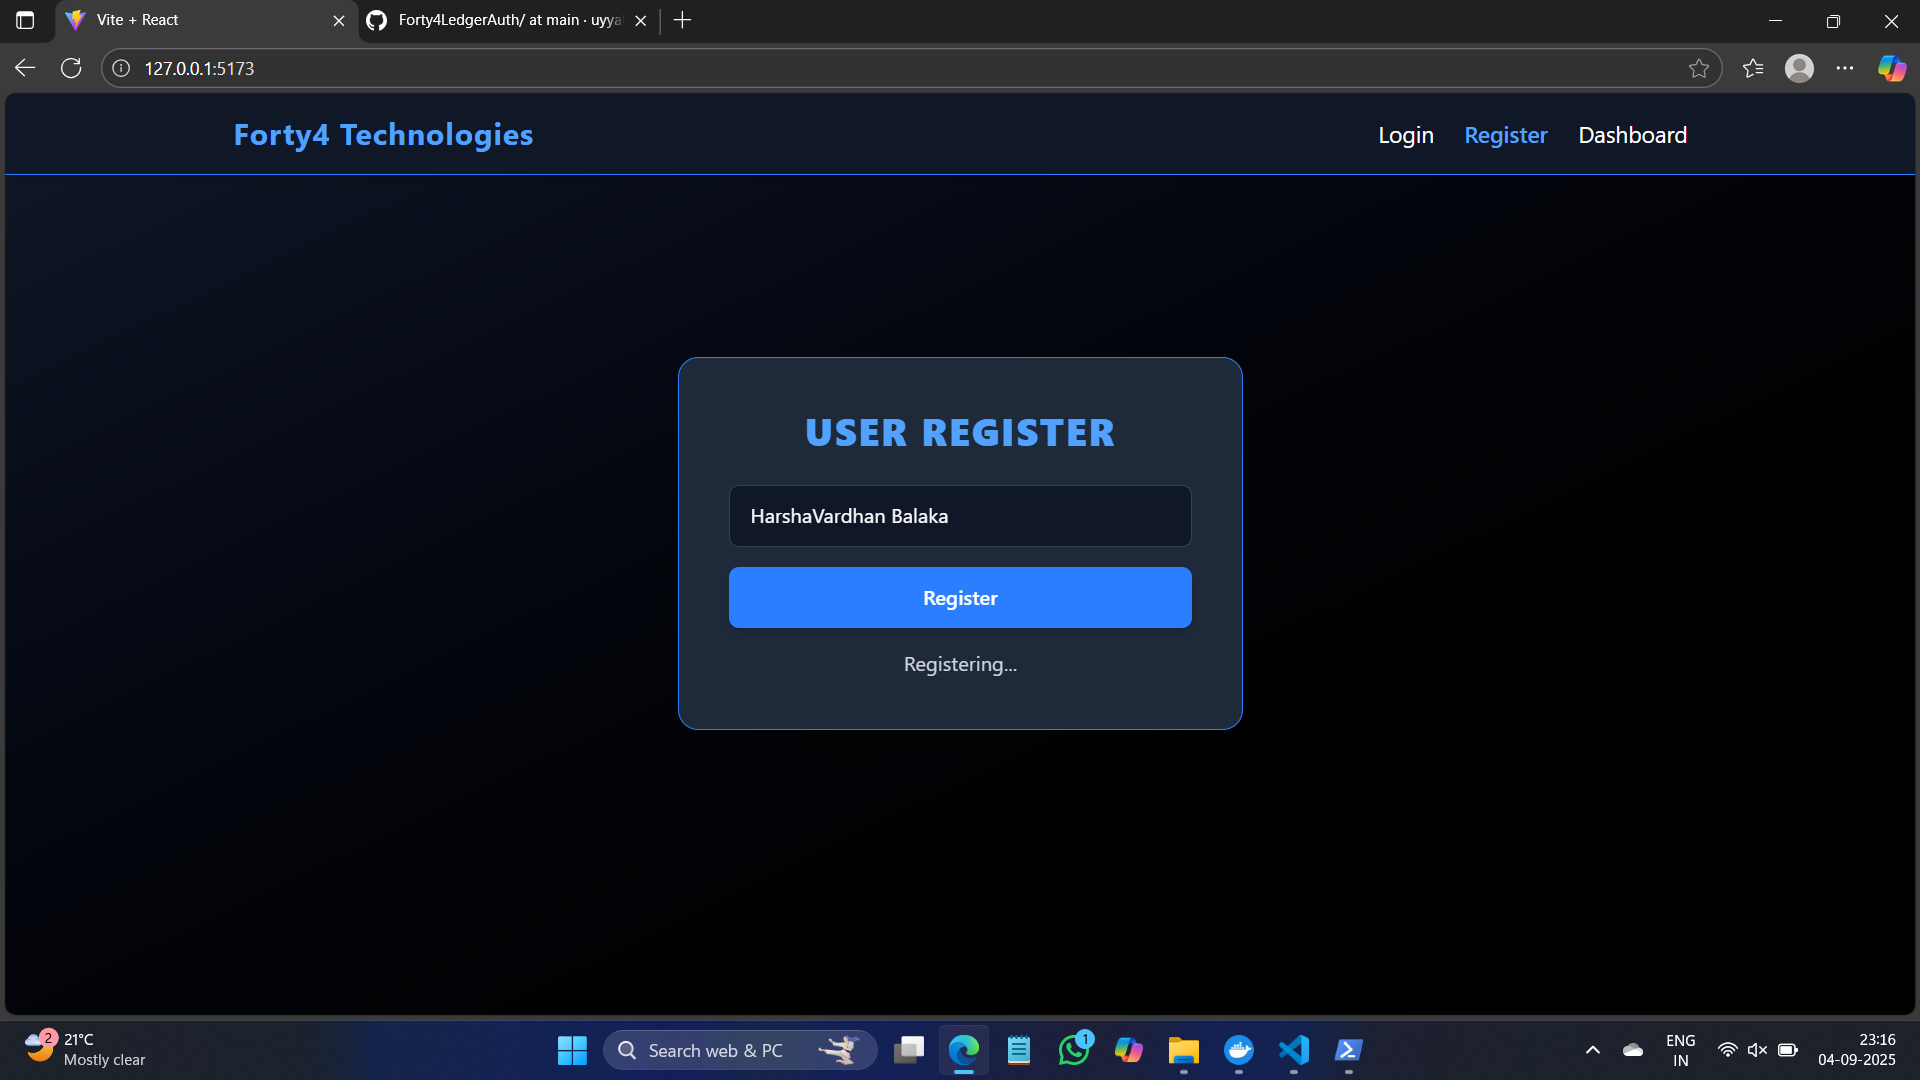 Vite + React
Forty4LedgerAuth/ at main · uyya
127.0.0.1:5173
Forty4 Technologies
Login
Register
Dashboard
USER REGISTER
HarshaVardhan Balaka
Register
Registering...
2
21°C
Mostly clear
Search web & PC
1
ENG
IN
23:16
04-09-2025